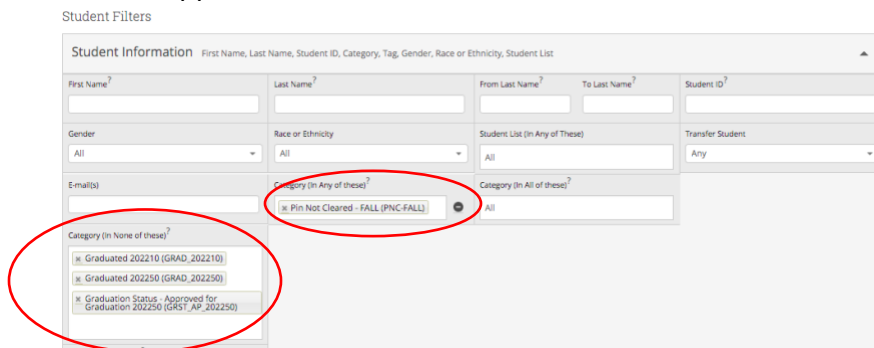 Student Filters
Student Information First Name, Last Name, Student ID, Category, Tag, Gender, Race or Ethnicity, Student List
First Name? Last Name? From Last Name? To Last Name? Student ID?
Gender Race or Ethnicity Student List (In Any of These) Transfer Student
All All All Any
E-mail(s) Category (In Any of these)? Category (In All of these)?
× Pin Not Cleared - FALL (PNC-FALL) All
Category (In None of these)?
× Graduated 202210 (GRAD_202210)
× Graduated 202250 (GRAD_202250)
× Graduation Status - Approved for
Graduation 202250 (GRST_AP_202250)